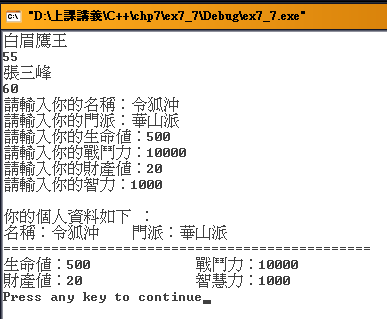 "D:\上課講義\C++\chp7\ex7_7\Debug\ex7_7.exe"
白眉鷹王
55
張三峰
60
請輸入你的名稱：令狐沖
請輸入你的門派：華山派
請輸入你的生命值：500
請輸入你的戰鬥力：10000
請輸入你的財產值：20
請輸入你的智力：1000
你的個人資料如下 ：
名稱：令狐沖 門派：華山派
==============================================
生命值：500 戰鬥力：10000
財產值：20 智慧力：1000
Press any key to continue_